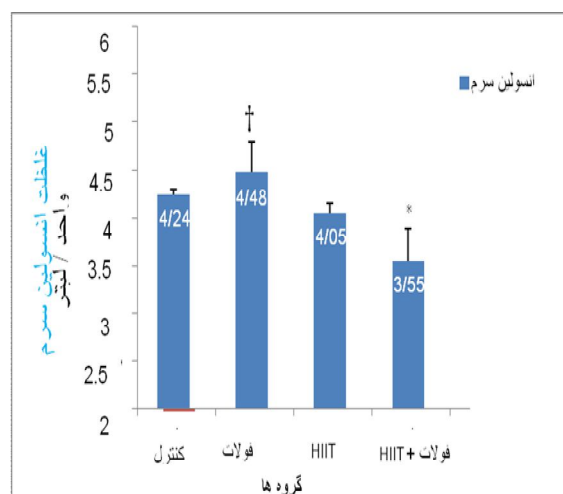 6
5.5
5
4.5
4
3.5
3
2.5
2
غلظت انسولین سرم
واحد / لیتر
انسولین سرم
†
*
4/24
4/48
4/05
3/55
کنترل
فولات
HIIT
فولات + HIIT
گروه ها